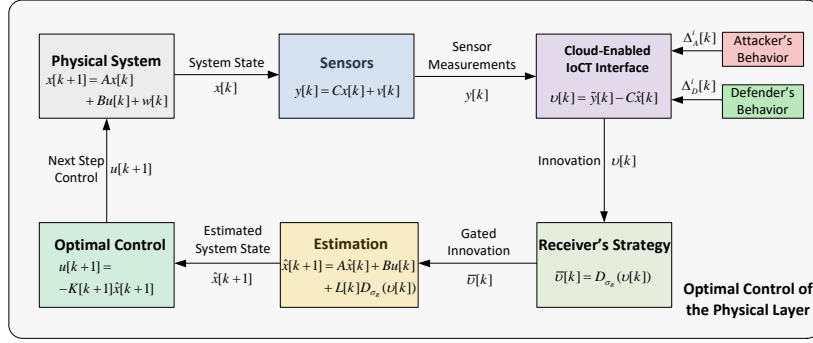 Physical System
x[k+1] = Ax[k]
+ Bu[k] + w[k]
System State
x[k]
Sensors
y[k] = Cx[k] + v[k]
Sensor
Measurements
y[k]
Cloud-Enabled
IoCT Interface
υ[k] = ỹ[k] − Cx̂[k]
Δ_A^i[k]
Attacker's
Behavior
Δ_D^i[k]
Defender's
Behavior
Next Step
Control
u[k+1]
Innovation
υ[k]
Optimal Control
u[k+1] =
−K[k+1]x̂[k+1]
Estimated
System State
x̂[k+1]
Estimation
x̂[k+1] = Ax̂[k] + Bu[k]
+ L[k]D_{σ_R}(υ[k])
Gated
Innovation
ῡ[k]
Receiver's Strategy
ῡ[k] = D_{σ_R}(υ[k])
Optimal Control of
the Physical Layer